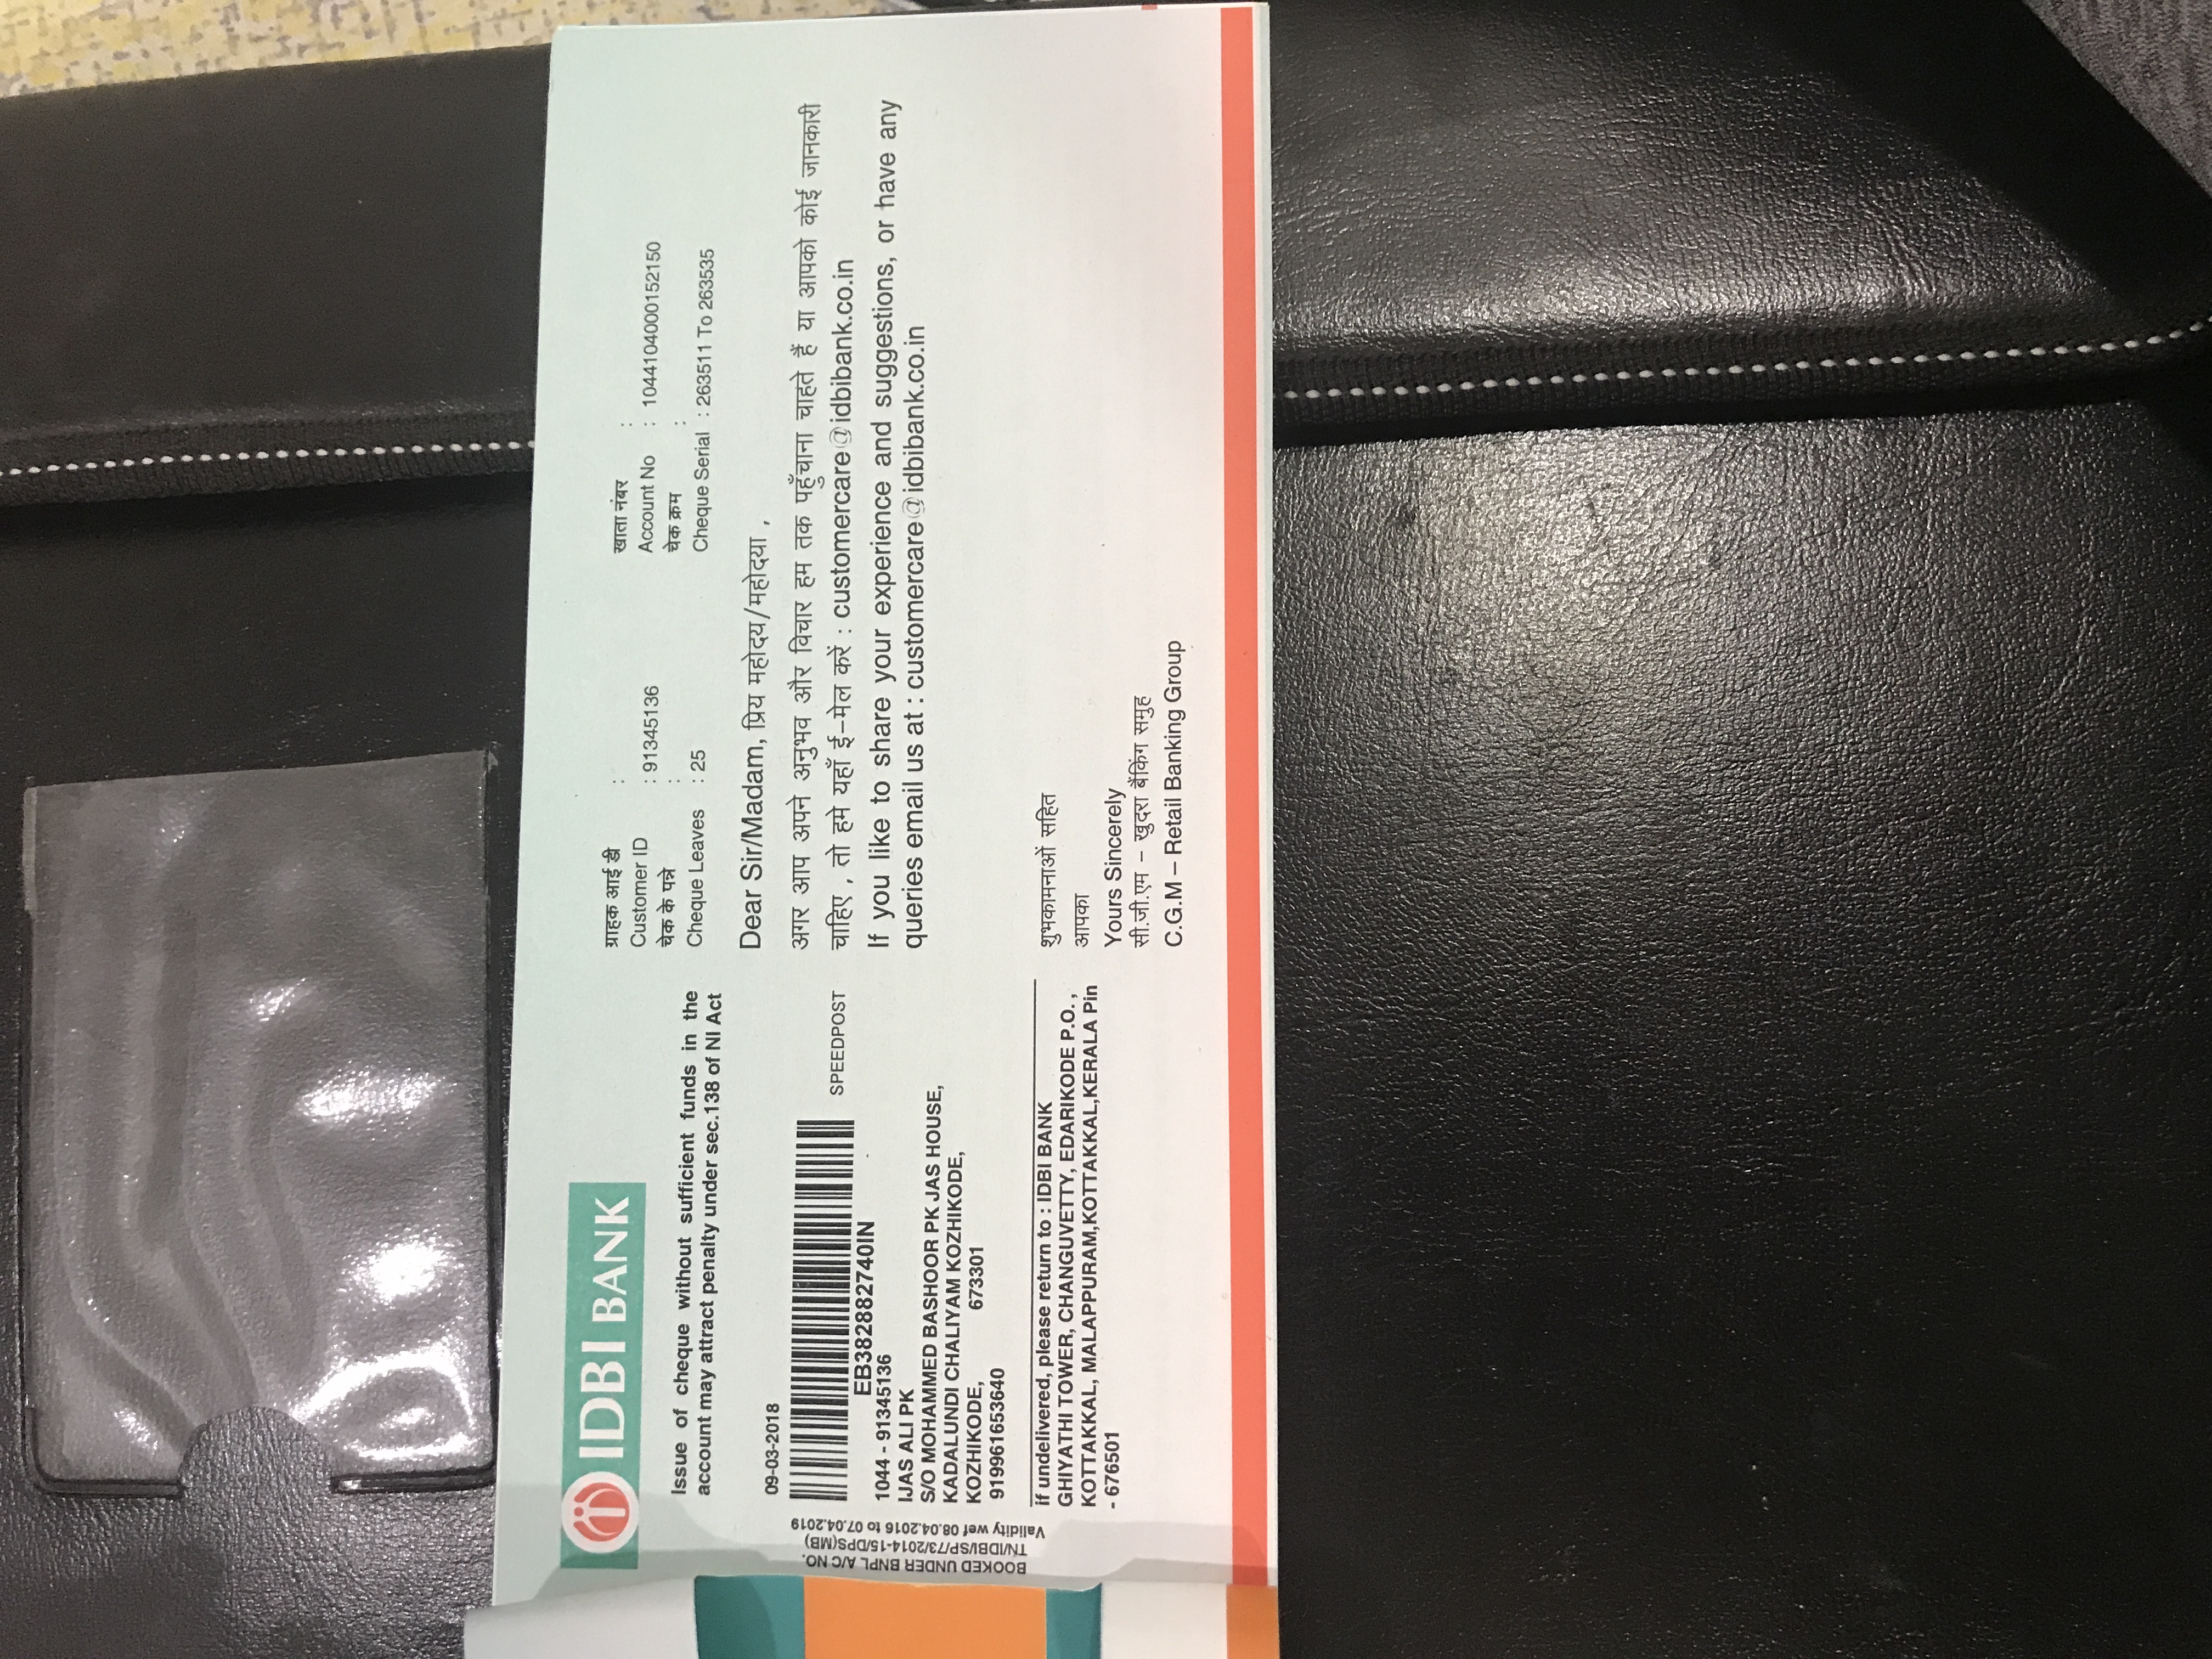 IDBI BANK
Issue of cheque without sufficient funds in the
account may attract penalty under sec.138 of NI Act
09-03-2018
SPEEDPOST
EB382882740IN
1044 - 91345136
IJAS ALI PK
S/O MOHAMMED BASHOOR PK JAS HOUSE,
KADALUNDI CHALIYAM KOZHIKODE,
KOZHIKODE, 673301
919961653640
if undelivered, please return to : IDBI BANK
GHIYATHI TOWER, CHANGUVETTY, EDARIKODE P.O. ,
KOTTAKKAL, MALAPPURAM,KOTTAKKAL,KERALA Pin
- 676501
BOOKED UNDER BNPL A/C NO.
TN/IDBI/SP/73/2014-15/DPS(MB)
Validity wef 08.04.2016 to 07.04.2019
ग्राहक आई डी :
Customer ID : 91345136
चेक के पन्ने :
Cheque Leaves : 25
खाता नंबर :
Account No : 1044104000152150
चेक क्रम :
Cheque Serial : 263511 To 263535
Dear Sir/Madam, प्रिय महोदय/महोदया ,
अगर आप अपने अनुभव और विचार हम तक पहुँचाना चाहते हैं या आपको कोई जानकारी
चाहिए , तो हमे यहाँ ई-मेल करें : customercare@idbibank.co.in
If you like to share your experience and suggestions, or have any
queries email us at : customercare@idbibank.co.in
शुभकामनाओं सहित
आपका
Yours Sincerely
सी.जी.एम - खुदरा बैंकिंग समुह
C.G.M – Retail Banking Group